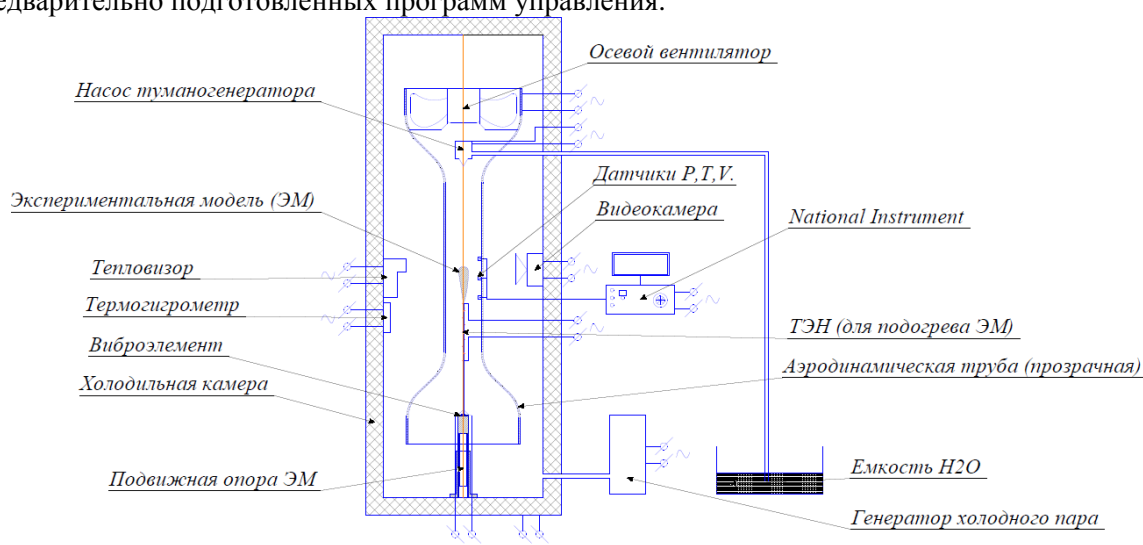 едварительно подготовленных программ управления.
Осевой вентилятор
Насос туманогенератора
Датчики P,T,V.
Экспериментальная модель (ЭМ)
Видеокамера
National Instrument
Тепловизор
Термогигрометр
ТЭН (для подогрева ЭМ)
Виброэлемент
Аэродинамическая труба (прозрачная)
Холодильная камера
Подвижная опора ЭМ
Емкость H2O
Генератор холодного пара